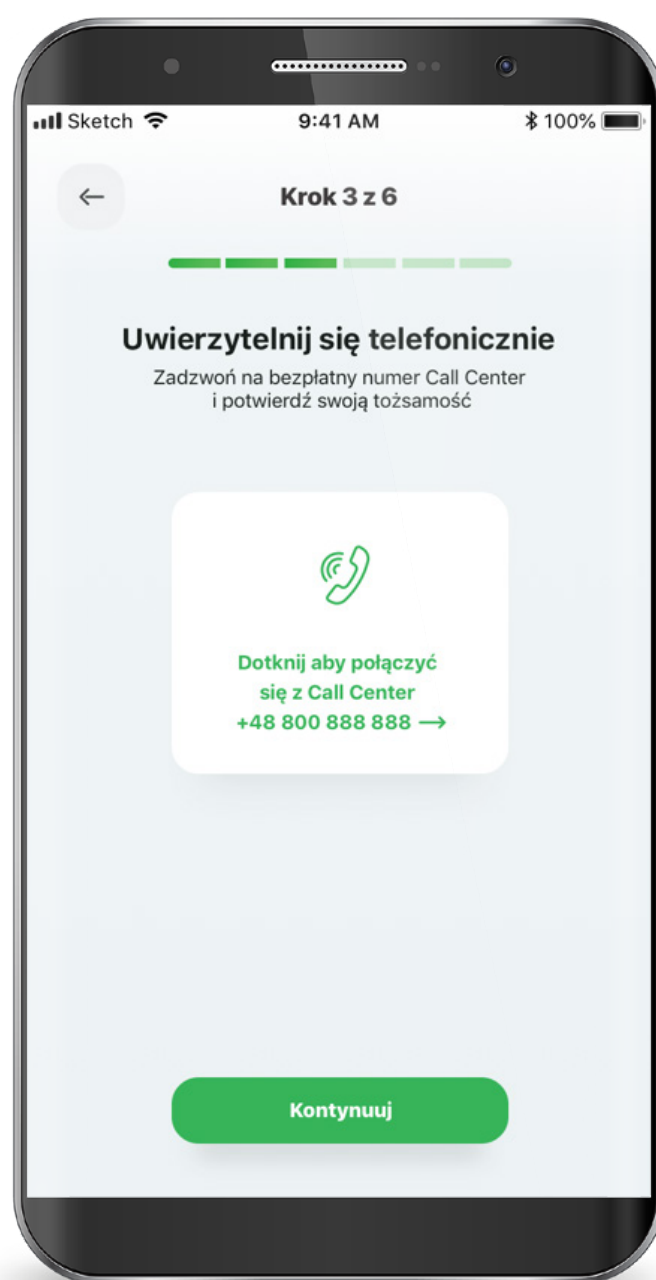 Sketch 9:41 AM 100%
Krok 3 z 6
Uwierzytelnij się telefonicznie
Zadzwoń na bezpłatny numer Call Center
i potwierdź swoją tożsamość
Dotknij aby połączyć
się z Call Center
+48 800 888 888 →
Kontynuuj